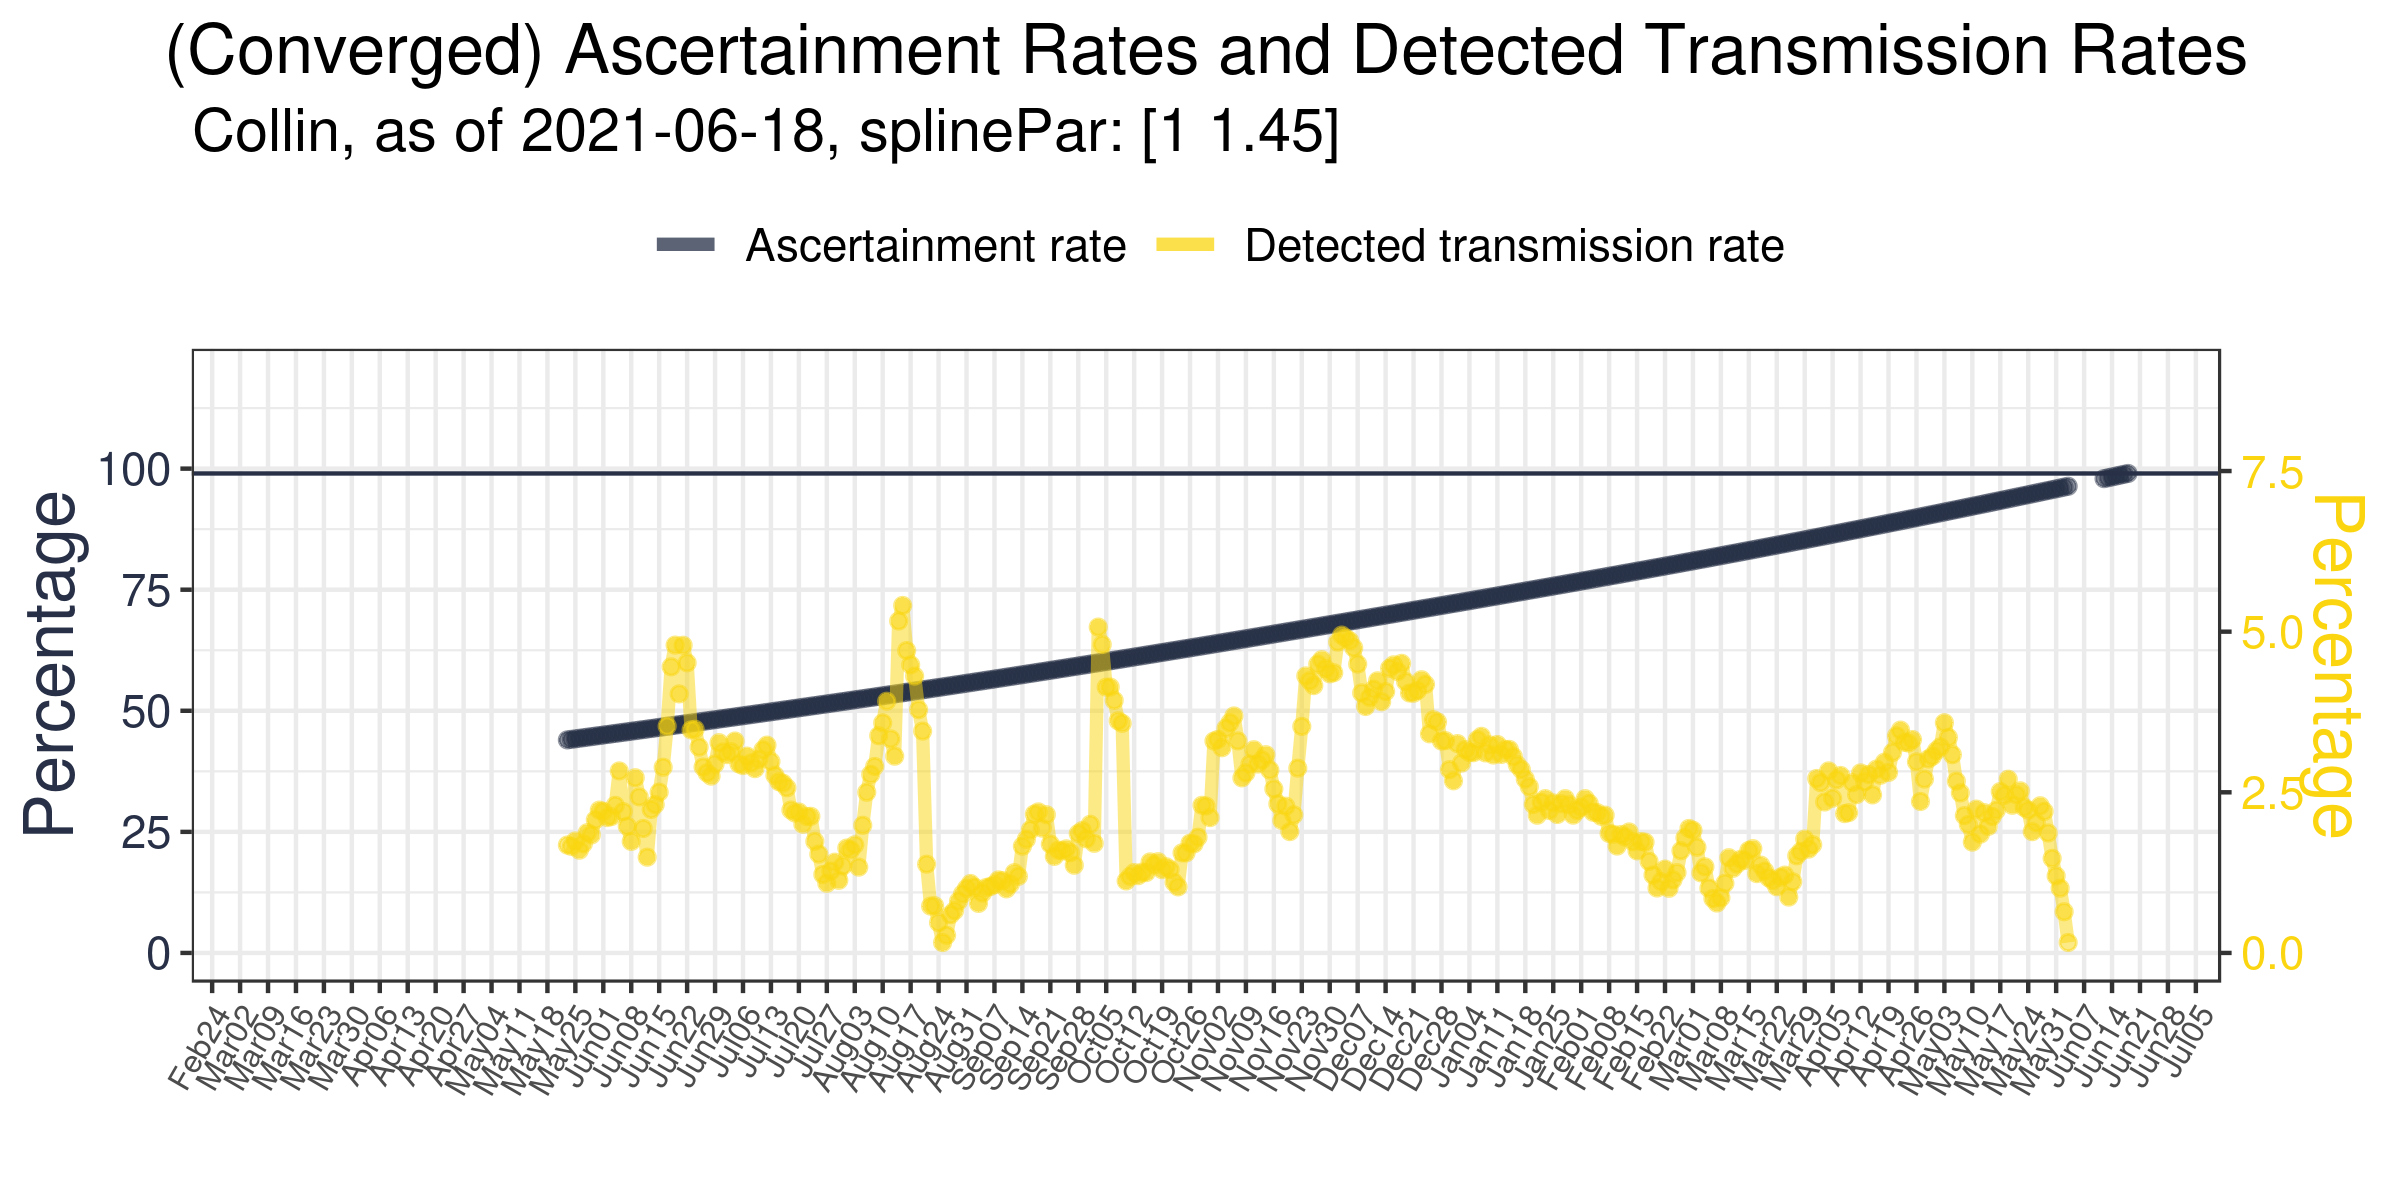 (Converged) Ascertainment Rates and Detected Transmission Rates
Collin, as of 2021-06-18, splinePar: [1 1.45]
Ascertainment rate
Detected transmission rate
Percentage
100
75
50
25
0
7.5
5.0
2.5
0.0
Percentage
Feb24
Mar02
Mar09
Mar16
Mar23
Mar30
Apr06
Apr13
Apr20
Apr27
May04
May11
May18
May25
Jun01
Jun08
Jun15
Jun22
Jun29
Jul06
Jul13
Jul20
Jul27
Aug03
Aug10
Aug17
Aug24
Aug31
Sep07
Sep14
Sep21
Sep28
Oct05
Oct12
Oct19
Oct26
Nov02
Nov09
Nov16
Nov23
Nov30
Dec07
Dec14
Dec21
Dec28
Jan04
Jan11
Jan18
Jan25
Feb01
Feb08
Feb15
Feb22
Mar01
Mar08
Mar15
Mar22
Mar29
Apr05
Apr12
Apr19
Apr26
May03
May10
May17
May24
May31
Jun07
Jun14
Jun21
Jun28
Jul05